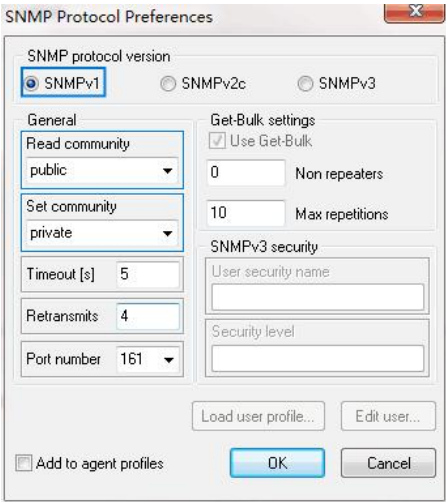 SNMP Protocol Preferences
SNMP protocol version
SNMPv1 SNMPv2c SNMPv3
General
Read community
public
Set community
private
Timeout [s] 5
Retransmits 4
Port number 161
Get-Bulk settings
Use Get-Bulk
0 Non repeaters
10 Max repetitions
SNMPv3 security
User security name
Security level
Load user profile... Edit user...
Add to agent profiles OK Cancel